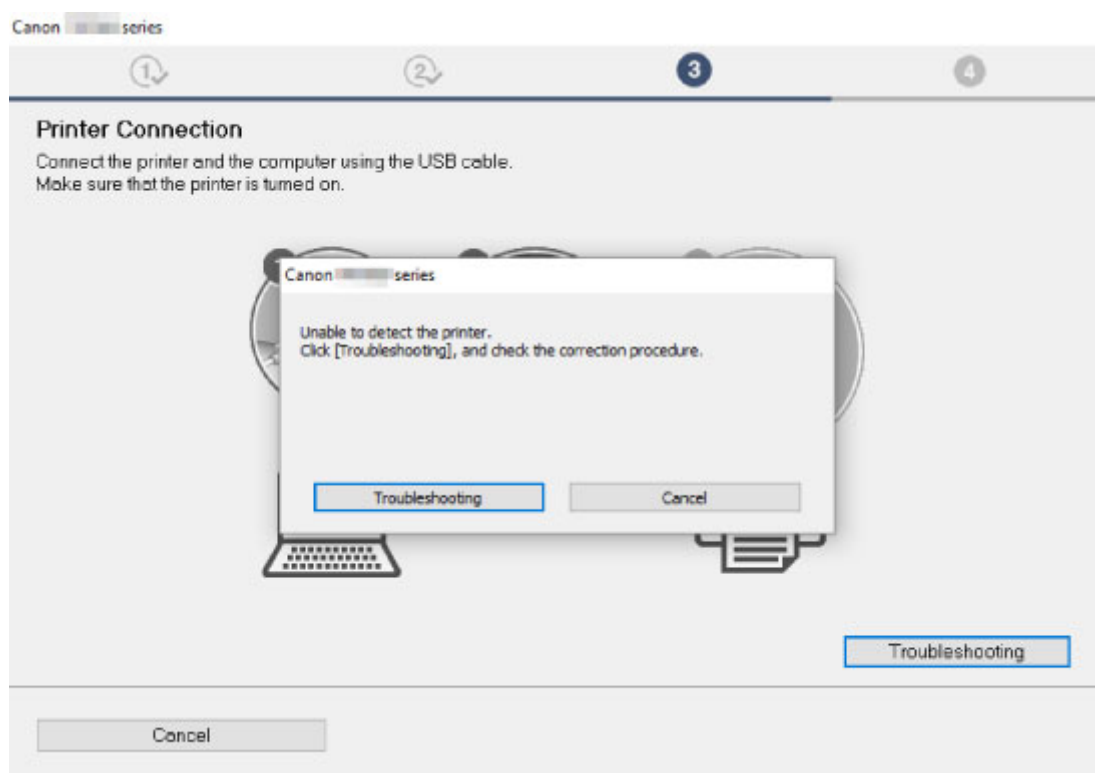 Canon series
1
2
3
4
Printer Connection
Connect the printer and the computer using the USB cable.
Make sure that the printer is turned on.
Canon series
Unable to detect the printer.
Click [Troubleshooting], and check the correction procedure.
Troubleshooting
Cancel
Troubleshooting
Cancel